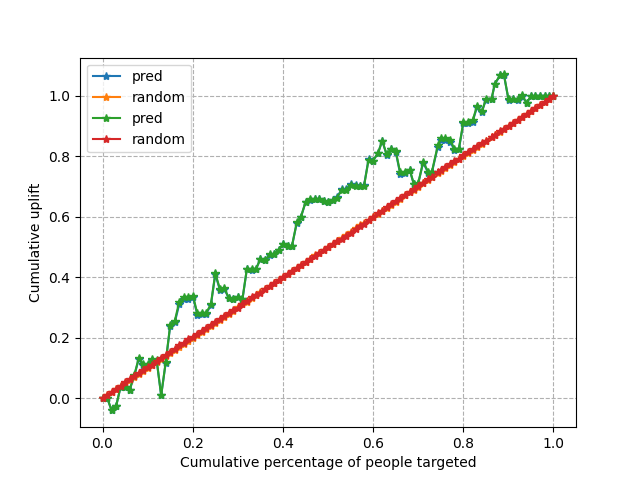 pred
random
pred
random
1.0
0.8
0.6
0.4
0.2
0.0
Cumulative uplift
0.0 0.2 0.4 0.6 0.8 1.0
Cumulative percentage of people targeted